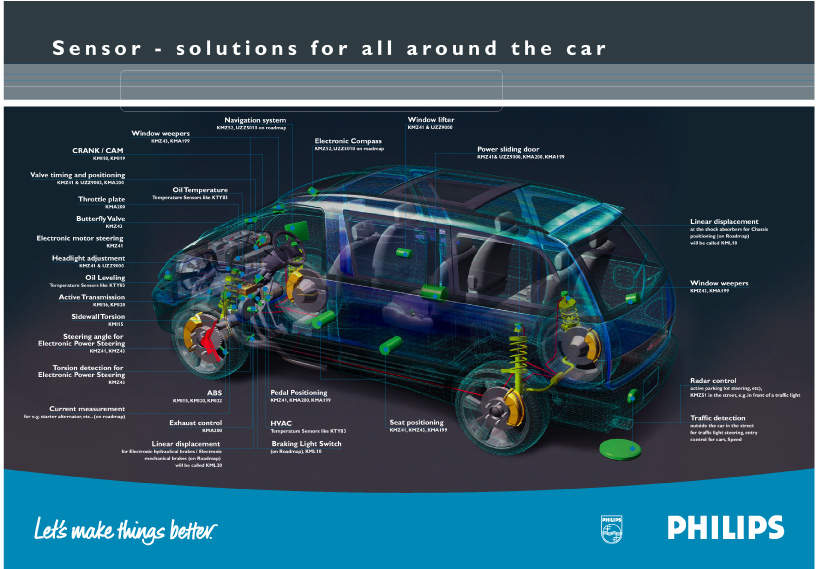 Sensor - solutions for all around the car
Navigation system
KMZ52, UZZ5010 on roadmap
Window lifter
KMZ41 & UZZ9000
Window weepers
KMZ43, KMA199
Electronic Compass
KMZ52, UZZ5010 on roadmap
CRANK / CAM
KMI18, KMI19
Power sliding door
KMZ41& UZZ9000, KMA200, KMA199
Valve timing and positioning
KMZ41 & UZZ9002, KMA200
Oil Temperature
Temperature Sensors like KTY83
Throttle plate
KMA200
Butterfly Valve
KMZ43
Electronic motor steering
KMZ41
Headlight adjustment
KMZ41 & UZZ9000
Oil Leveling
Temperature Sensors like KTY82
Active Transmission
KMI16, KMI20
Sidewall Torsion
KMI15
Steering angle for
Electronic Power Steering
KMZ41, KMZ43
Torsion detection for
Electronic Power Steering
KMZ43
Linear displacement
at the shock absorbers for Chassis
positioning (on Roadmap)
will be called KML10
Window weepers
KMZ43, KMA199
Radar control
active parking lot steering, etc),
KMZ51 in the street, e.g. in front of a traffic light
Traffic detection
outside the car in the street
for traffic light steering, entry
control for cars, Speed
ABS
KMI15, KMI20, KMI22
Current measurement
for e.g. starter alternator, etc.. (on roadmap)
Exhaust control
KMA200
Linear displacement
for Electronic hydraulical brakes / Electronic
mechanical brakes (on Roadmap)
will be called KML20
Pedal Positioning
KMZ41, KMA200, KMA199
HVAC
Temperature Sensors like KTY83
Braking Light Switch
(on Roadmap), KML10
Seat positioning
KMZ41, KMZ43, KMA199
Let's make things better.
PHILIPS
PHILIPS